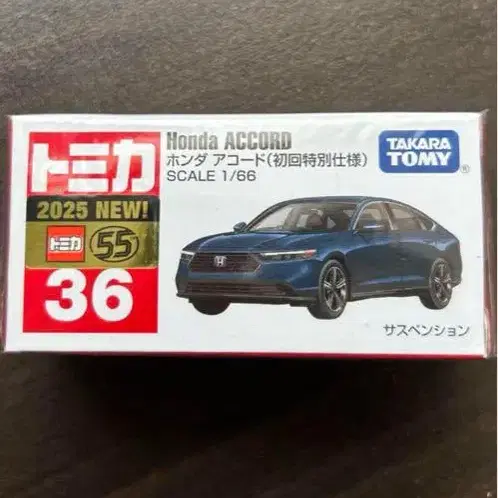 トミカ
2025 NEW!
トミカ 55
36
Honda ACCORD
ホンダ アコード(初回特別仕様)
SCALE 1/66
TAKARA
TOMY®
サスペンション